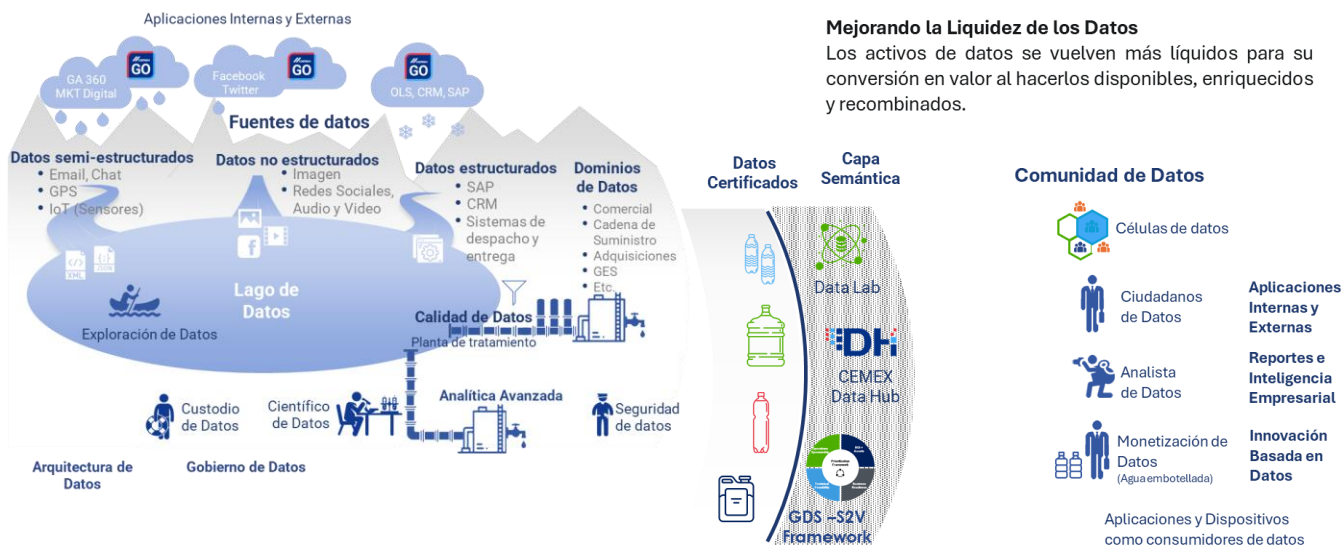 Aplicaciones Internas y Externas
GO
GA 360
MKT Digital
GO
Facebook
Twitter
GO
OLS, CRM, SAP
Fuentes de datos
Datos semi-estructurados
• Email, Chat
• GPS
• IoT (Sensores)
Datos no estructurados
• Imagen
• Redes Sociales,
Audio y Video
Datos estructurados
• SAP
• CRM
• Sistemas de
despacho y
entrega
Dominios
de Datos
• Comercial
• Cadena de
Suministro
• Adquisiciones
• GES
• Etc.
XML
JSON
Lago de
Datos
Exploración de Datos
Calidad de Datos
Planta de tratamiento
Custodio
de Datos
Científico
de Datos
Analítica Avanzada
Seguridad
de datos
Arquitectura de
Datos
Gobierno de Datos
Mejorando la Liquidez de los Datos
Los activos de datos se vuelven más líquidos para su
conversión en valor al hacerlos disponibles, enriquecidos
y recombinados.
Datos
Certificados
Capa
Semántica
Data Lab
DH
CEMEX
Data Hub
GDS –S2V
Framework
Comunidad de Datos
Células de datos
Ciudadanos
de Datos
Aplicaciones
Internas y
Externas
Analista
de Datos
Reportes e
Inteligencia
Empresarial
Monetización de
Datos
(Agua embotellada)
Innovación
Basada en
Datos
Aplicaciones y Dispositivos
como consumidores de datos